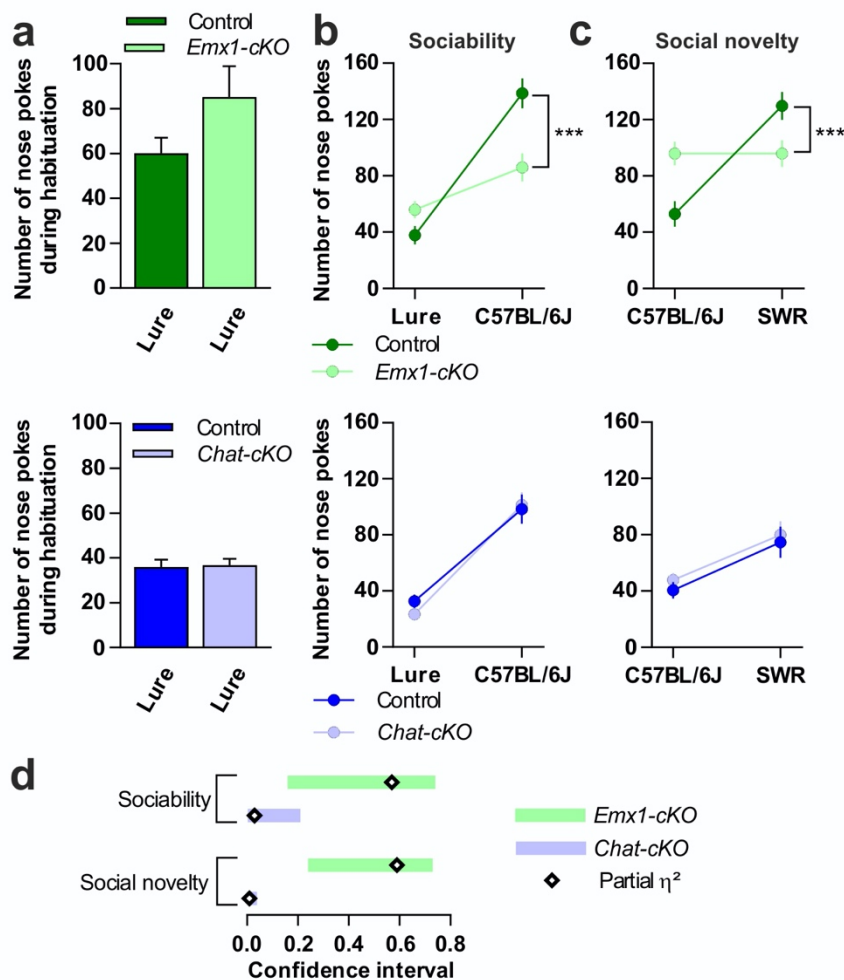 a
Control
Emx1-cKO
Number of nose pokes
during habituation
100
80
60
40
20
0
Lure
Lure
b
Sociability
Number of nose pokes
160
120
80
40
0
***
Lure
C57BL/6J
Control
Emx1-cKO
c
Social novelty
160
120
80
40
0
***
C57BL/6J
SWR
Number of nose pokes
during habituation
100
80
60
40
20
0
Control
Chat-cKO
Lure
Lure
Number of nose pokes
160
120
80
40
0
Lure
C57BL/6J
Control
Chat-cKO
160
120
80
40
0
C57BL/6J
SWR
d
Sociability
Social novelty
0.0
0.2
0.4
0.6
0.8
Confidence interval
Emx1-cKO
Chat-cKO
Partial η²